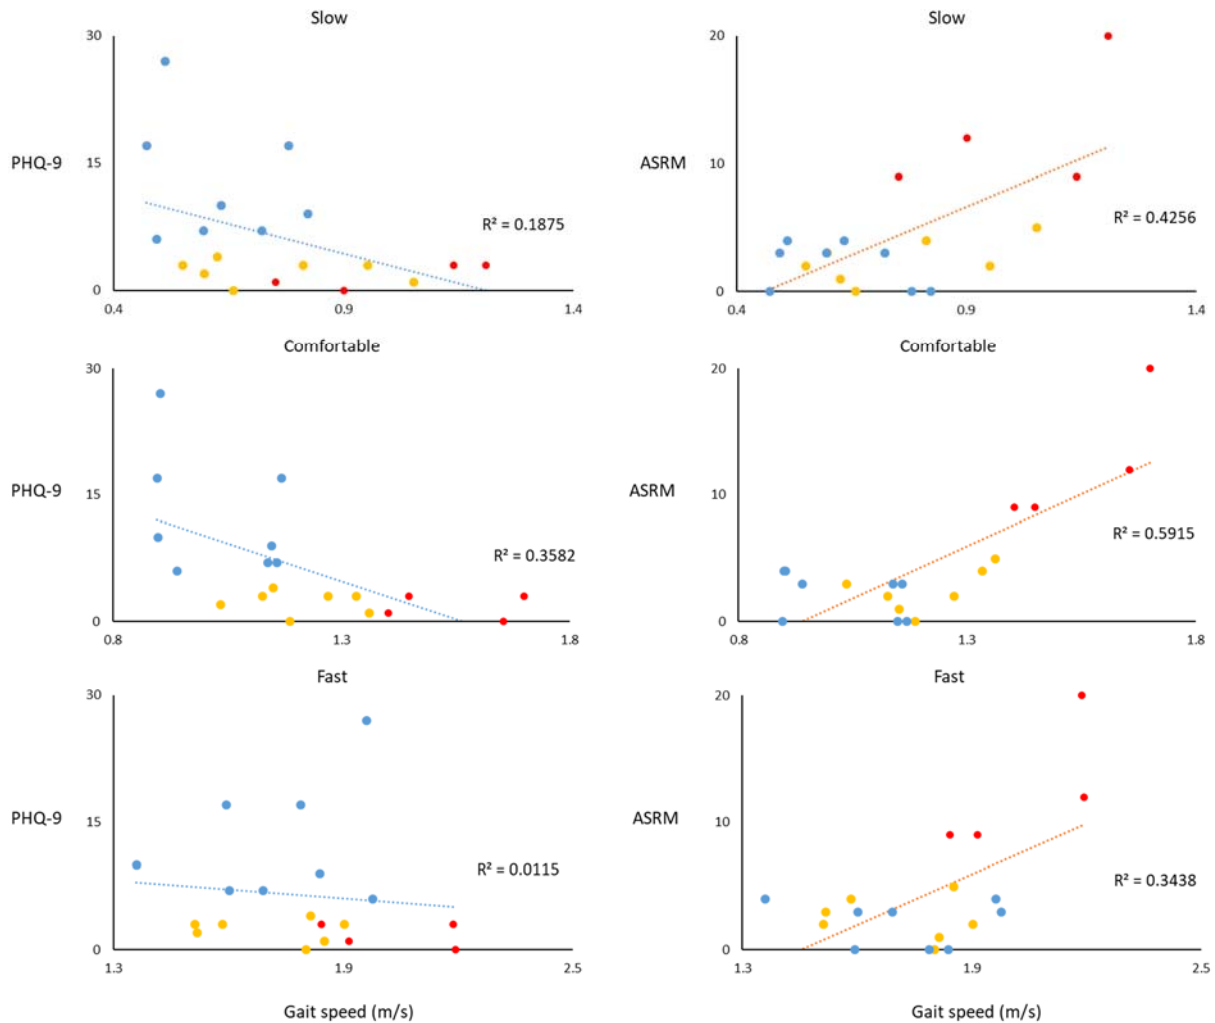 Slow
30
PHQ-9
15
R² = 0.1875
0
0.4
0.9
1.4
Slow
20
ASRM
10
R² = 0.4256
0
0.4
0.9
1.4
Comfortable
30
PHQ-9
15
R² = 0.3582
0
0.8
1.3
1.8
Comfortable
20
ASRM
10
R² = 0.5915
0
0.8
1.3
1.8
Fast
30
PHQ-9
15
R² = 0.0115
0
1.3
1.9
2.5
Gait speed (m/s)
Fast
20
ASRM
10
R² = 0.3438
0
1.3
1.9
2.5
Gait speed (m/s)